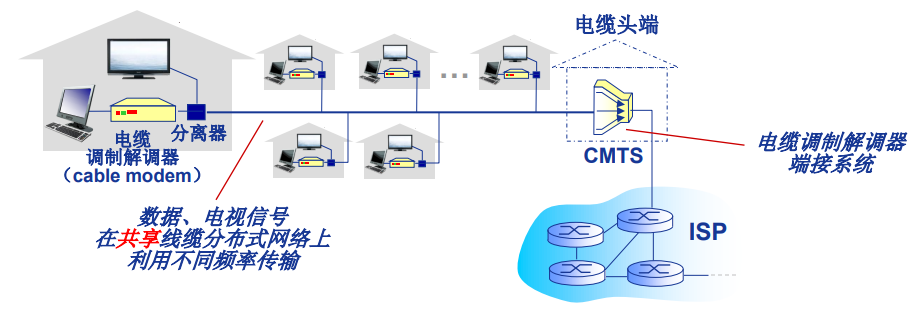 电缆头端
电缆
调制解调器
（cable modem）
分离器
...
CMTS
电缆调制解调器
端接系统
数据、电视信号
在共享线缆分布式网络上
利用不同频率传输
ISP